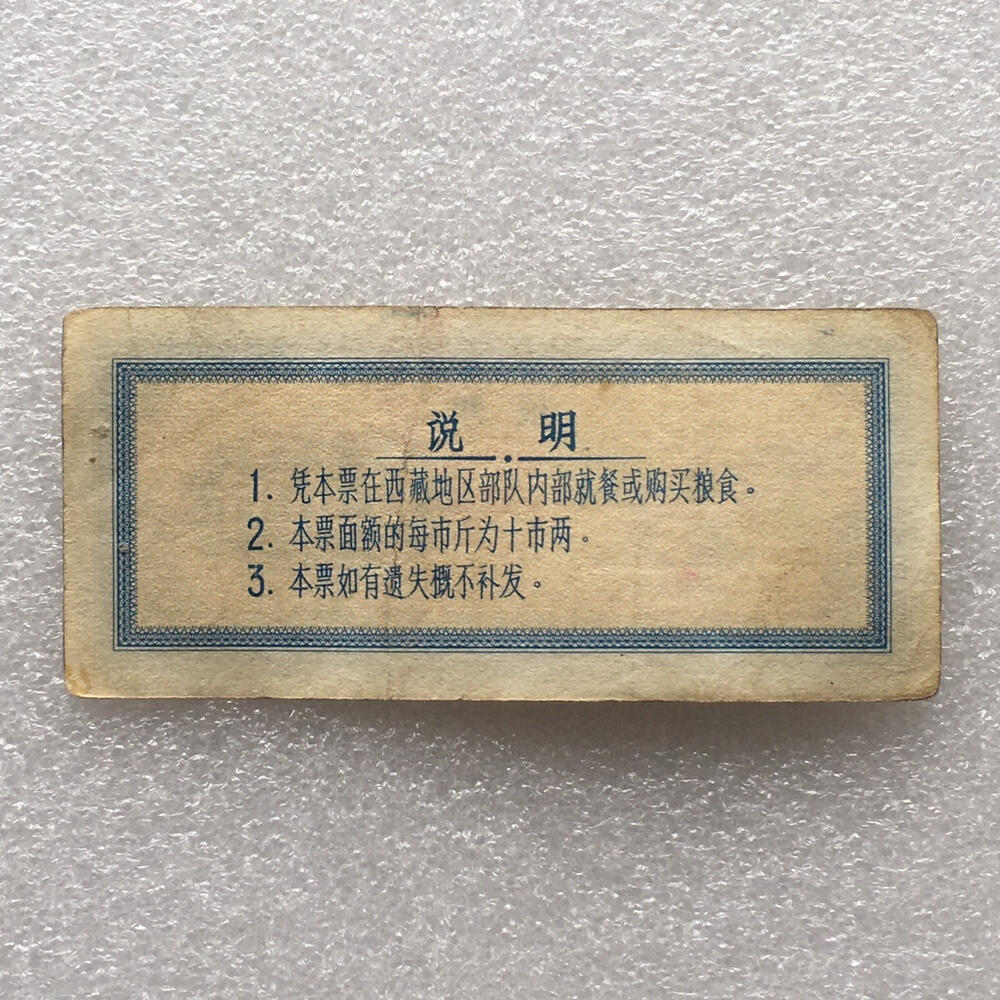 说 明
1. 凭本票在西藏地区部队内部就餐或购买粮食。
2. 本票面额的每市斤为十市两。
3. 本票如有遗失概不补发。